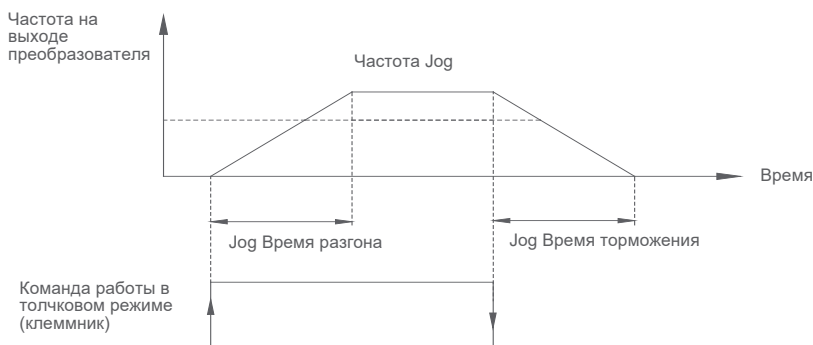 Частота на
выходе
преобразователя
Частота Jog
Время
Jog Время разгона
Jog Время торможения
Команда работы в
толчковом режиме
(клеммник)